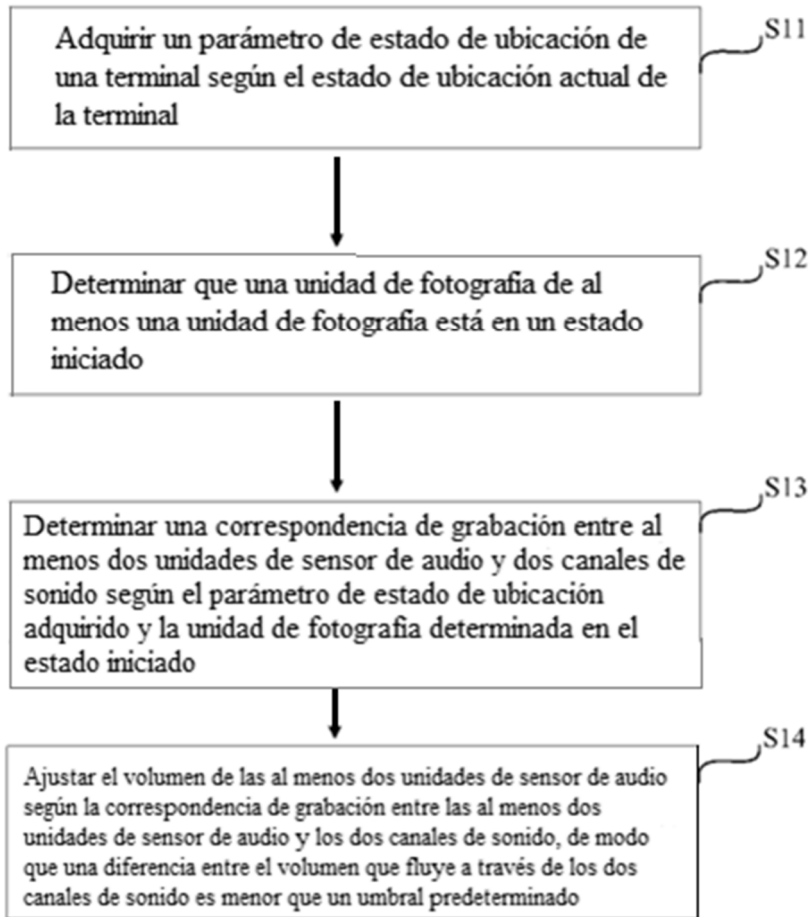 Adquirir un parámetro de estado de ubicación de
una terminal según el estado de ubicación actual de
la terminal
S11
Determinar que una unidad de fotografía de al
menos una unidad de fotografía está en un estado
iniciado
S12
Determinar una correspondencia de grabación entre al
menos dos unidades de sensor de audio y dos canales de
sonido según el parámetro de estado de ubicación
adquirido y la unidad de fotografía determinada en el
estado iniciado
S13
Ajustar el volumen de las al menos dos unidades de sensor de audio
según la correspondencia de grabación entre las al menos dos
unidades de sensor de audio y los dos canales de sonido, de modo
que una diferencia entre el volumen que fluye a través de los dos
canales de sonido es menor que un umbral predeterminado
S14